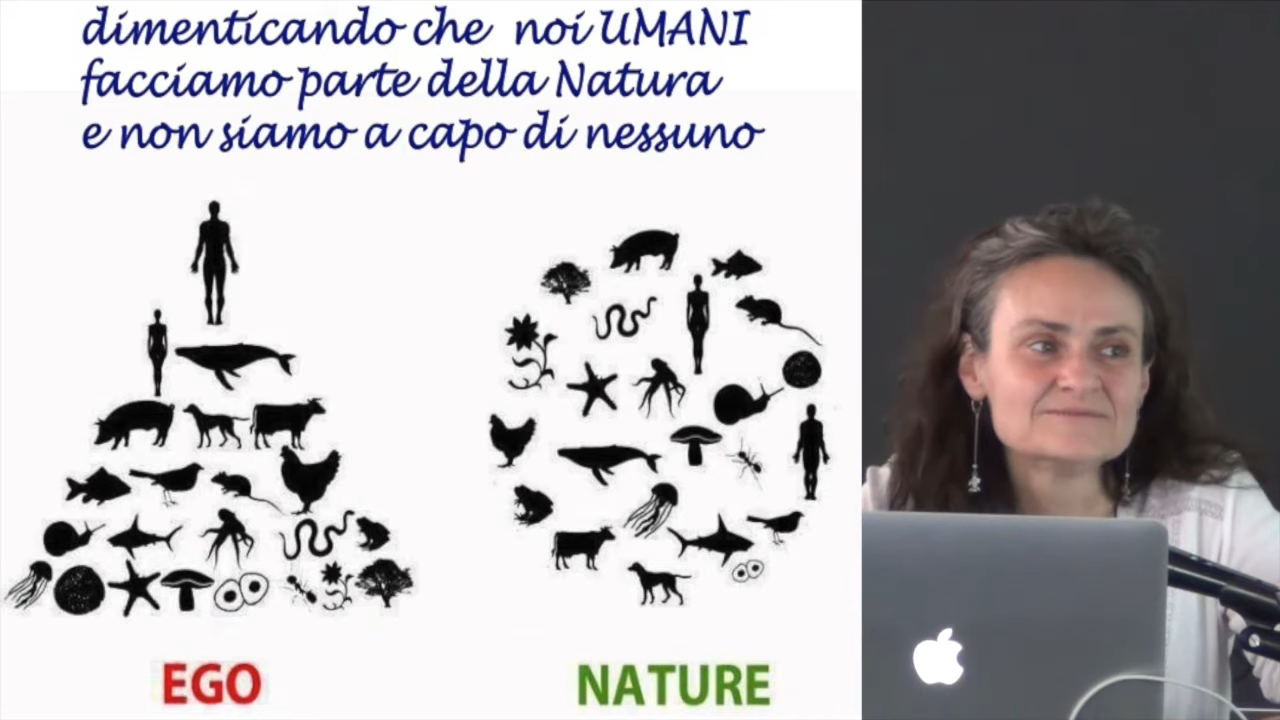 dimenticando che noi UMANI
facciamo parte della Natura
e non siamo a capo di nessuno
EGO
NATURE